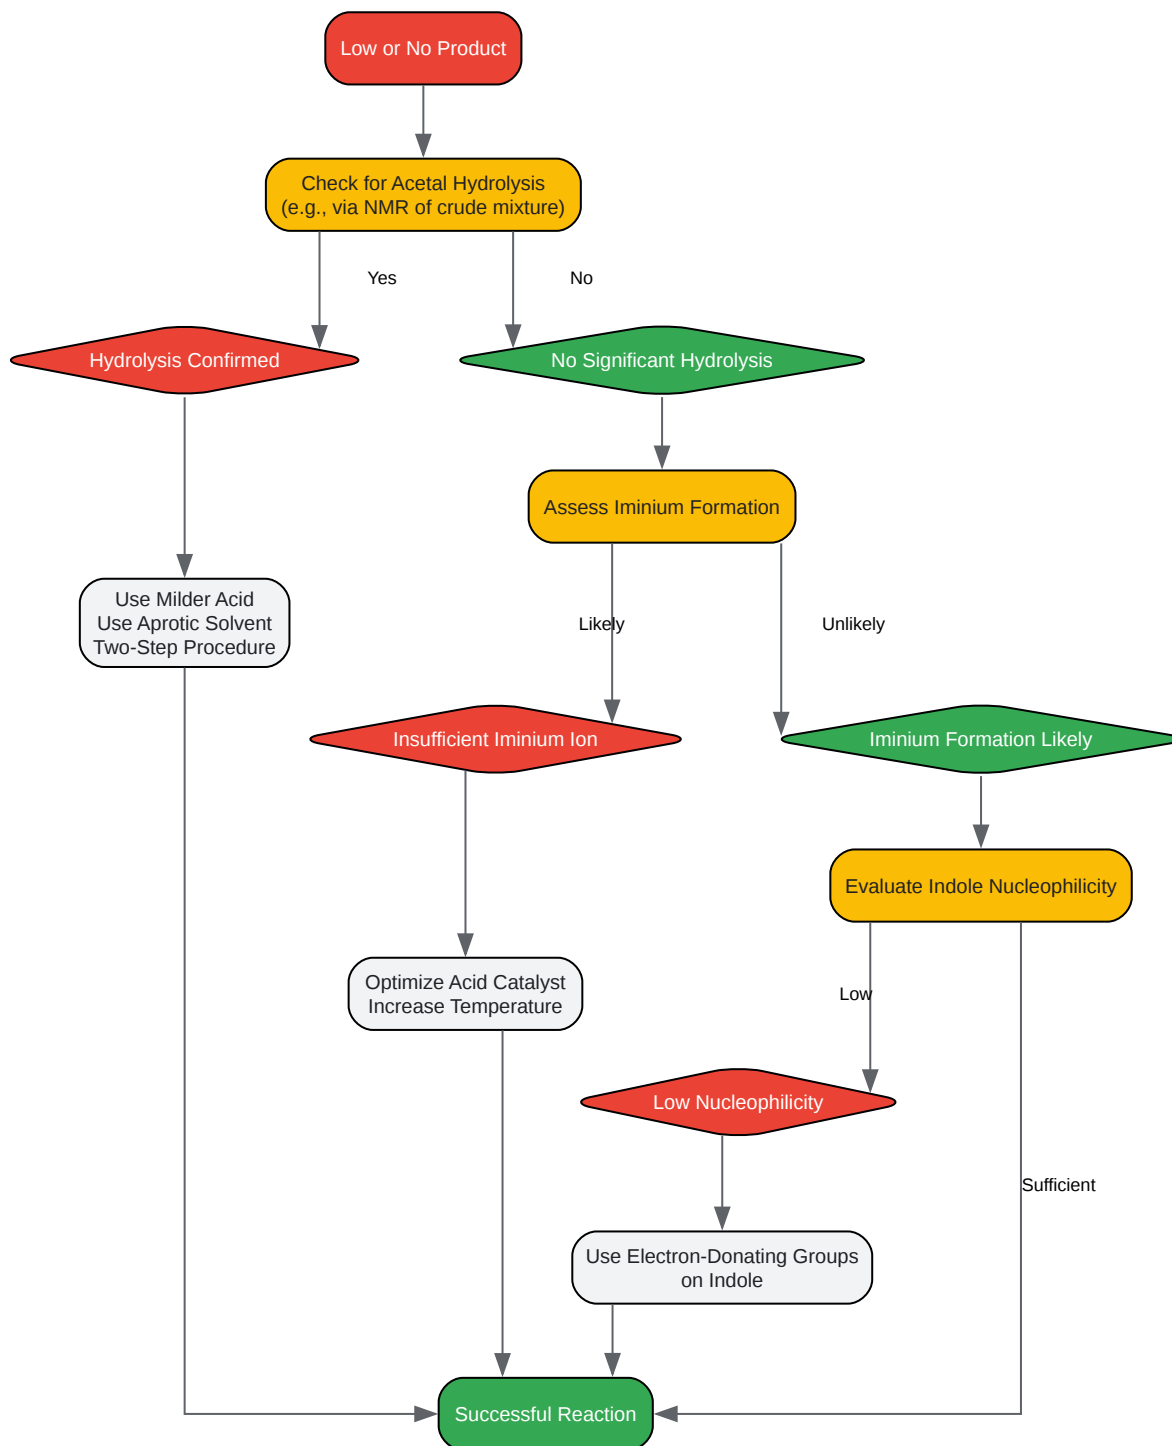 Low or No Product
Check for Acetal Hydrolysis
(e.g., via NMR of crude mixture)
Yes
No
Hydrolysis Confirmed
No Significant Hydrolysis
Assess Iminium Formation
Use Milder Acid
Use Aprotic Solvent
Two-Step Procedure
Likely
Unlikely
Insufficient Iminium Ion
Iminium Formation Likely
Evaluate Indole Nucleophilicity
Optimize Acid Catalyst
Increase Temperature
Low
Low Nucleophilicity
Sufficient
Use Electron-Donating Groups
on Indole
Successful Reaction